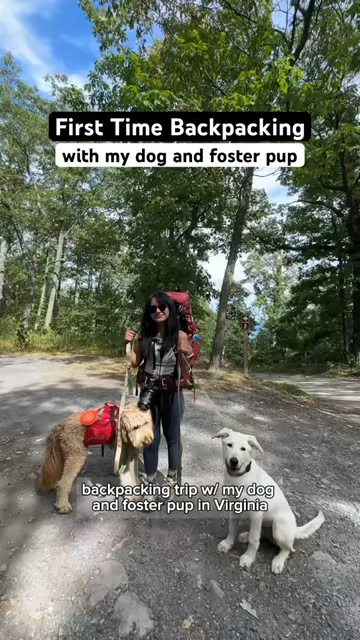 First Time Backpacking
with my dog and foster pup
backpacking trip w/ my dog
and foster pup in Virginia